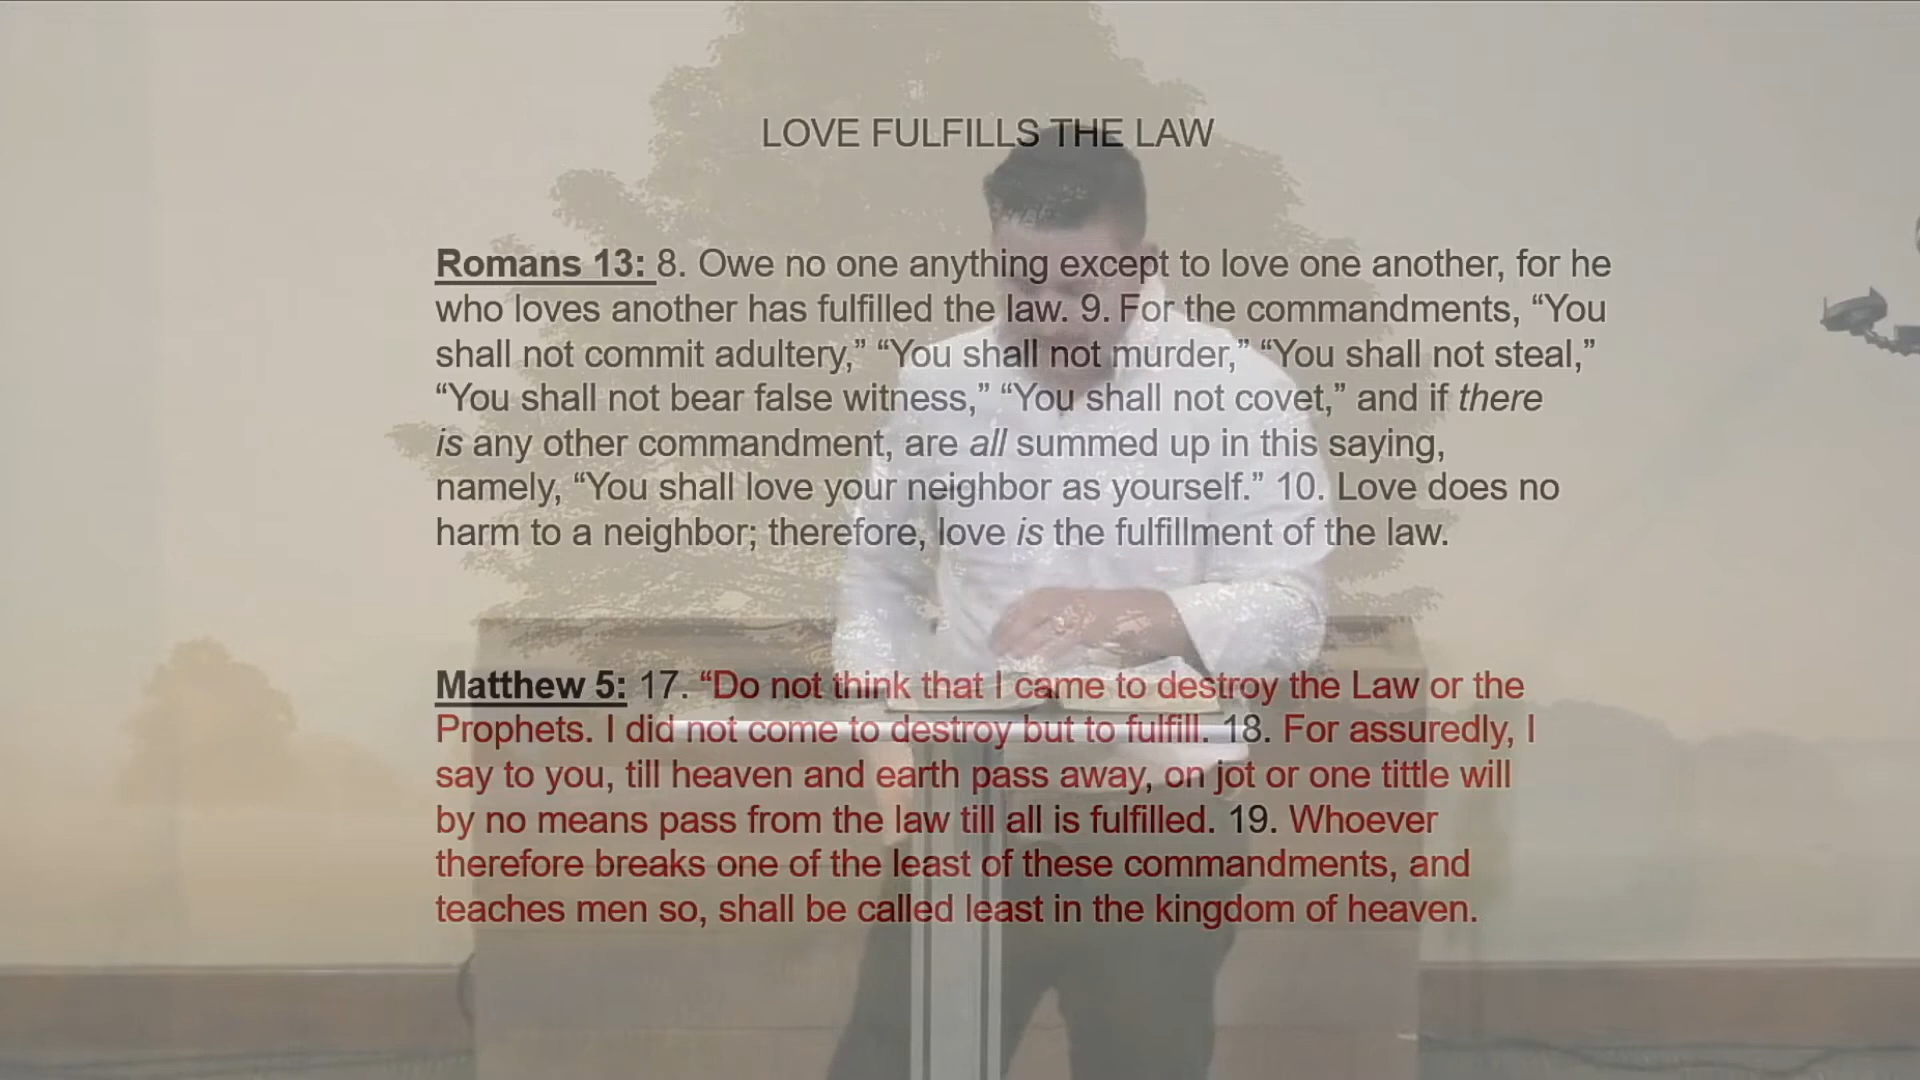 LOVE FULFILLS THE LAW
Romans 13: 8. Owe no one anything except to love one another, for he
who loves another has fulfilled the law. 9. For the commandments, “You
shall not commit adultery,” “You shall not murder,” “You shall not steal,”
“You shall not bear false witness,” “You shall not covet,” and if there
is any other commandment, are all summed up in this saying,
namely, “You shall love your neighbor as yourself.” 10. Love does no
harm to a neighbor; therefore, love is the fulfillment of the law.
Matthew 5: 17. “Do not think that I came to destroy the Law or the
Prophets. I did not come to destroy but to fulfill. 18. For assuredly, I
say to you, till heaven and earth pass away, on jot or one tittle will
by no means pass from the law till all is fulfilled. 19. Whoever
therefore breaks one of the least of these commandments, and
teaches men so, shall be called least in the kingdom of heaven.